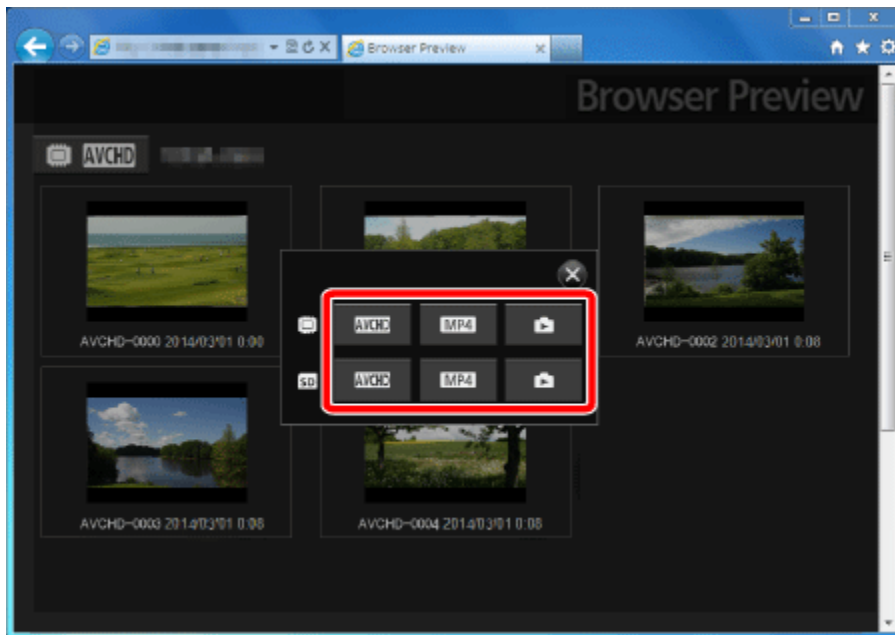 Browser Preview
Browser Preview
AVCHD
AVCHD MP4
SD AVCHD MP4
AVCHD-0000 2014/03/01 0:00
AVCHD-0002 2014/03/01 0:08
AVCHD-0003 2014/03/01 0:08
AVCHD-0004 2014/03/01 0:08